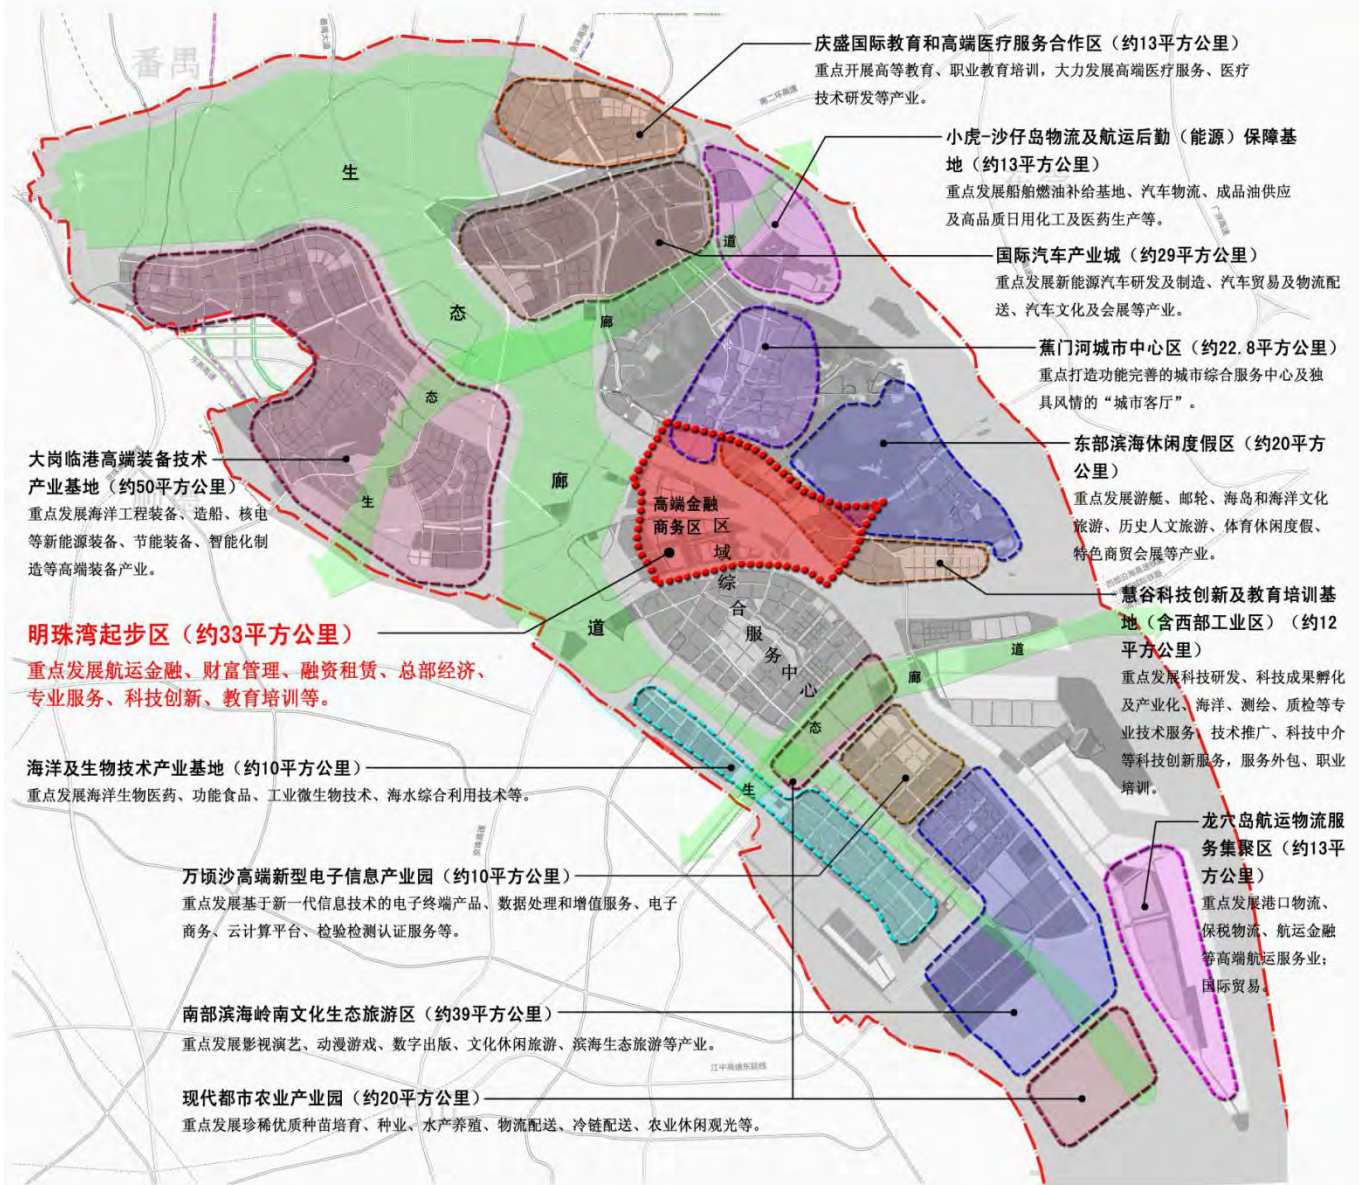 番禺
南二环高速
广深高速
庆盛国际教育和高端医疗服务合作区（约13平方公里）
重点开展高等教育、职业教育培训，大力发展高端医疗服务、医疗
技术研发等产业。
小虎-沙仔岛物流及航运后勤（能源）保障基
地（约13平方公里）
重点发展船舶燃油补给基地、汽车物流、成品油供应
及高品质日用化工及医药生产等。
国际汽车产业城（约29平方公里）
重点发展新能源汽车研发及制造、汽车贸易及物流配
送、汽车文化及会展等产业。
蕉门河城市中心区（约22.8平方公里）
重点打造功能完善的城市综合服务中心及独
具风情的“城市客厅”。
东部滨海休闲度假区（约20平方
公里）
重点发展游艇、邮轮、海岛和海洋文化
旅游、历史人文旅游、体育休闲度假、
特色商贸会展等产业。
慧谷科技创新及教育培训基
地（含西部工业区）（约12
平方公里）
重点发展科技研发、科技成果孵化
及产业化、海洋、测绘、质检等专
业技术服务，技术推广、科技中介
等科技创新服务，服务外包、职业
培训。
龙穴岛航运物流服
务集聚区（约13平
方公里）
重点发展港口物流、
保税物流、航运金融
等高端航运服务业；
国际贸易。
生
态
廊
道
生
态
廊
道
生
态
廊
道
高端金融
商务区
区
域
综
合
服
务
中
心
大岗临港高端装备技术
产业基地（约50平方公里）
重点发展海洋工程装备、造船、核电
等新能源装备、节能装备、智能化制
造等高端装备产业。
明珠湾起步区（约33平方公里）
重点发展航运金融、财富管理、融资租赁、总部经济、
专业服务、科技创新、教育培训等。
海洋及生物技术产业基地（约10平方公里）
重点发展海洋生物医药、功能食品、工业微生物技术、海水综合利用技术等。
京珠高速
万顷沙高端新型电子信息产业园（约10平方公里）
重点发展基于新一代信息技术的电子终端产品、数据处理和增值服务、电子
商务、云计算平台、检验检测认证服务等。
南部滨海岭南文化生态旅游区（约39平方公里）
重点发展影视演艺、动漫游戏、数字出版、文化休闲旅游、滨海生态旅游等产业。
江中高速东延线
现代都市农业产业园（约20平方公里）
重点发展珍稀优质种苗培育、种业、水产养殖、物流配送、冷链配送、农业休闲观光等。